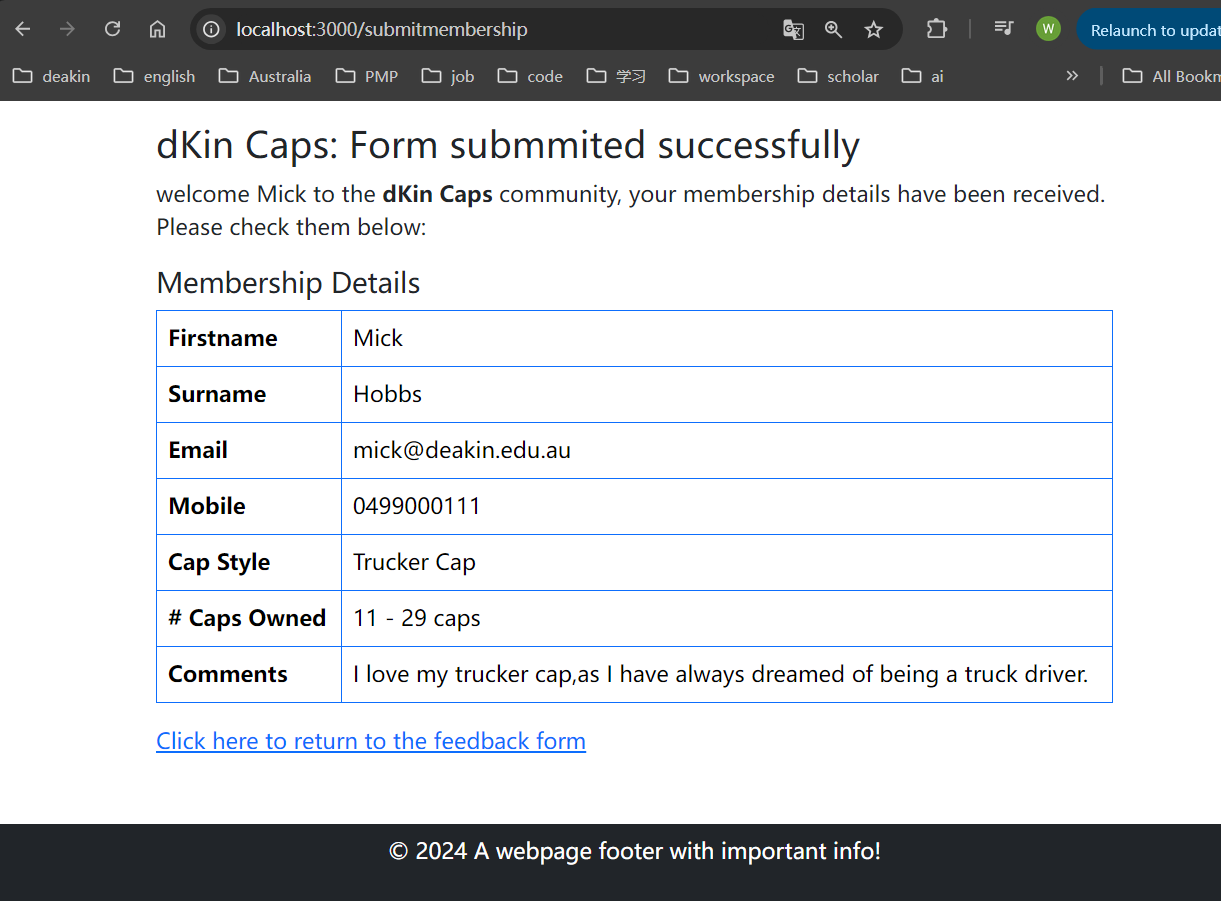 localhost:3000/submitmembership
W
Relaunch to updat
deakin english Australia PMP job code 学习 workspace scholar ai » All Bookm
dKin Caps: Form submmited successfully
welcome Mick to the dKin Caps community, your membership details have been received.
Please check them below:
Membership Details
Firstname Mick
Surname Hobbs
Email mick@deakin.edu.au
Mobile 0499000111
Cap Style Trucker Cap
# Caps Owned 11 - 29 caps
Comments I love my trucker cap,as I have always dreamed of being a truck driver.
Click here to return to the feedback form
© 2024 A webpage footer with important info!